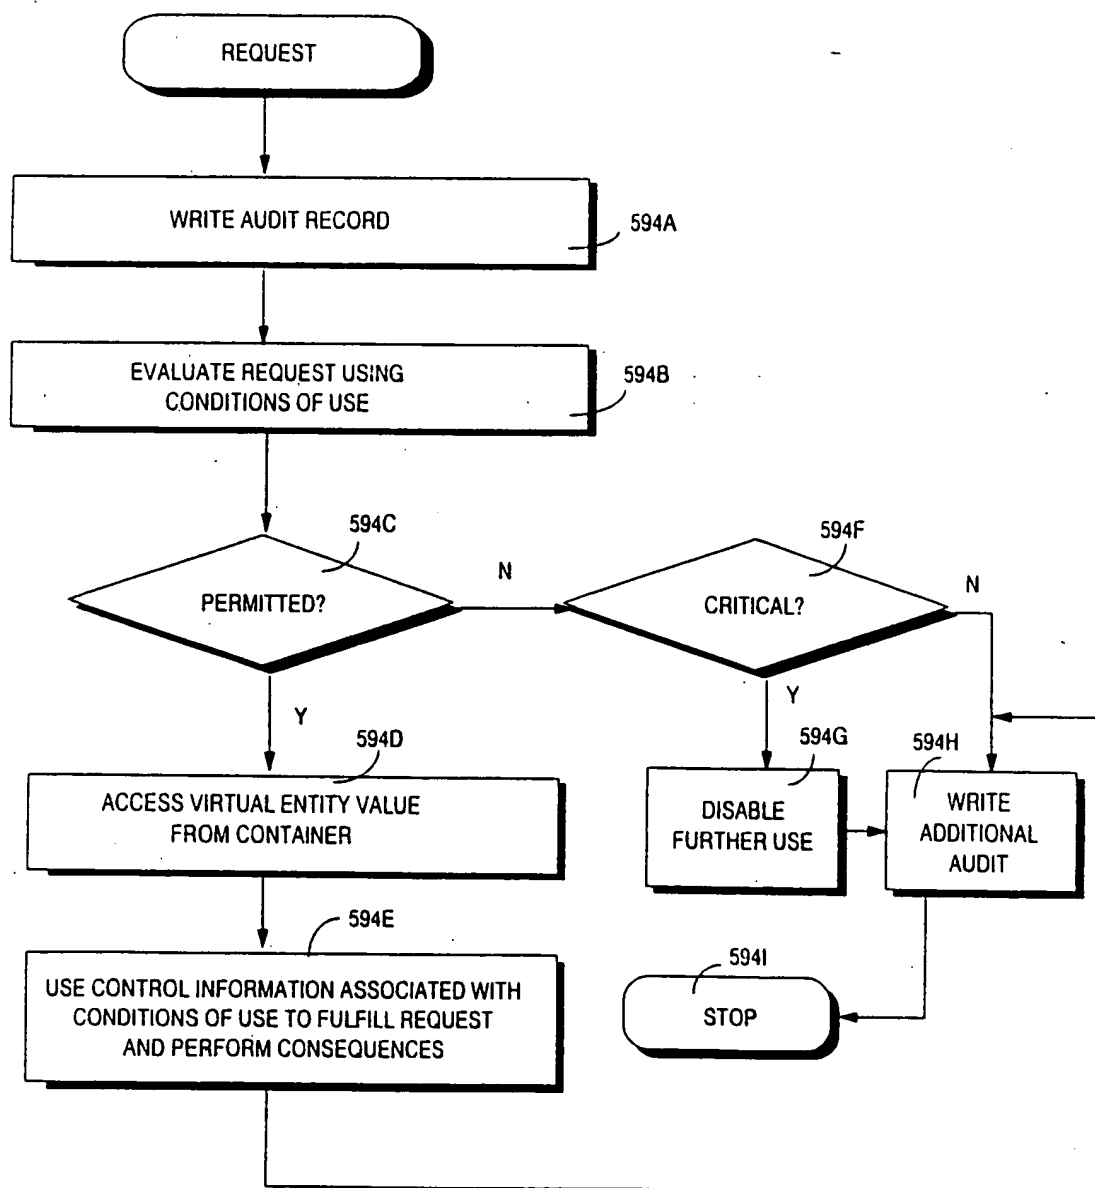 REQUEST
WRITE AUDIT RECORD
594A
EVALUATE REQUEST USING
CONDITIONS OF USE
594B
594C
PERMITTED?
N
594F
CRITICAL?
N
Y
Y
594D
ACCESS VIRTUAL ENTITY VALUE
FROM CONTAINER
594G
DISABLE
FURTHER USE
594H
WRITE
ADDITIONAL
AUDIT
594E
USE CONTROL INFORMATION ASSOCIATED WITH
CONDITIONS OF USE TO FULFILL REQUEST
AND PERFORM CONSEQUENCES
594I
STOP